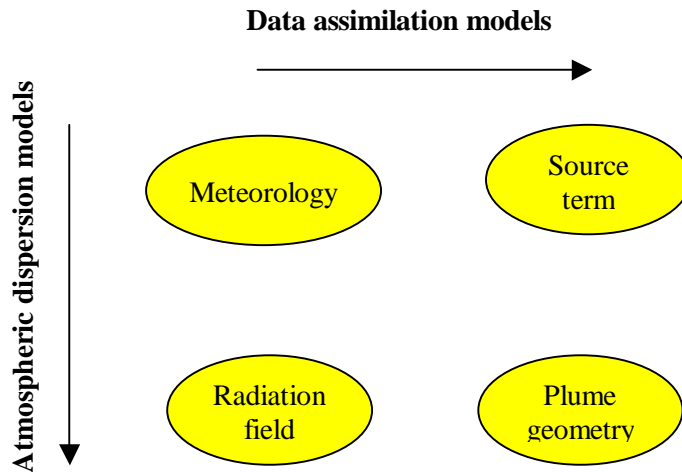 Data assimilation models
Atmospheric dispersion models
Meteorology
Source
term
Radiation
field
Plume
geometry